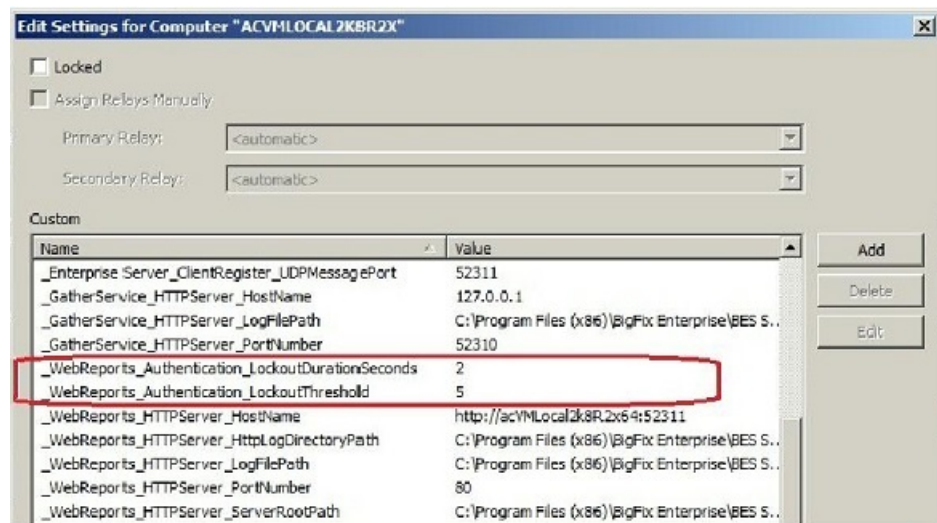 Edit Settings for Computer "ACVMLOCAL2K8R2X"
Locked
Assign Relays Manually
Primary Relay: <automatic>
Secondary Relay: <automatic>
Custom
Name Value
_Enterprise Server_ClientRegister_UDPMessagePort 52311
_GatherService_HTTPServer_HostName 127.0.0.1
_GatherService_HTTPServer_LogFilePath C:\Program Files (x86)\BigFix Enterprise\BES S..
_GatherService_HTTPServer_PortNumber 52310
_WebReports_Authentication_LockoutDurationSeconds 2
_WebReports_Authentication_LockoutThreshold 5
_WebReports_HTTPServer_HostName http://acVMLocal2k8R2x64:52311
_WebReports_HTTPServer_HttpLogDirectoryPath C:\Program Files (x86)\BigFix Enterprise\BES S..
_WebReports_HTTPServer_LogFilePath C:\Program Files (x86)\BigFix Enterprise\BES S..
_WebReports_HTTPServer_PortNumber 80
_WebReports_HTTPServer_ServerRootPath C:\Program Files (x86)\BigFix Enterprise\BES S..
Add
Delete
Edit